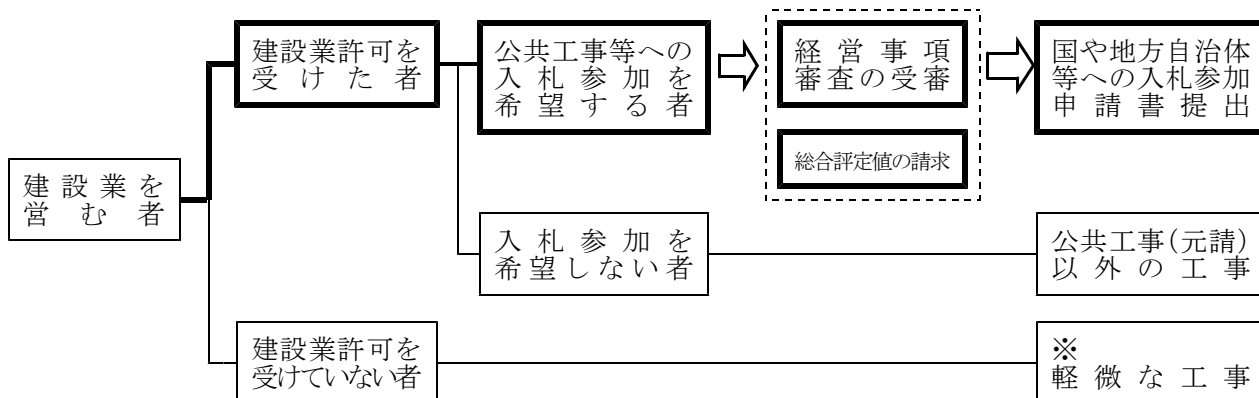 建設業許可を
受けた者
公共工事等への
入札参加を
希望する者
経営事項
審査の受審
国や地方自治体
等への入札参加
申請書提出
総合評定値の請求
建設業を
営む者
入札参加を
希望しない者
公共工事(元請)
以外の工事
建設業許可を
受けていない者
※
軽微な工事